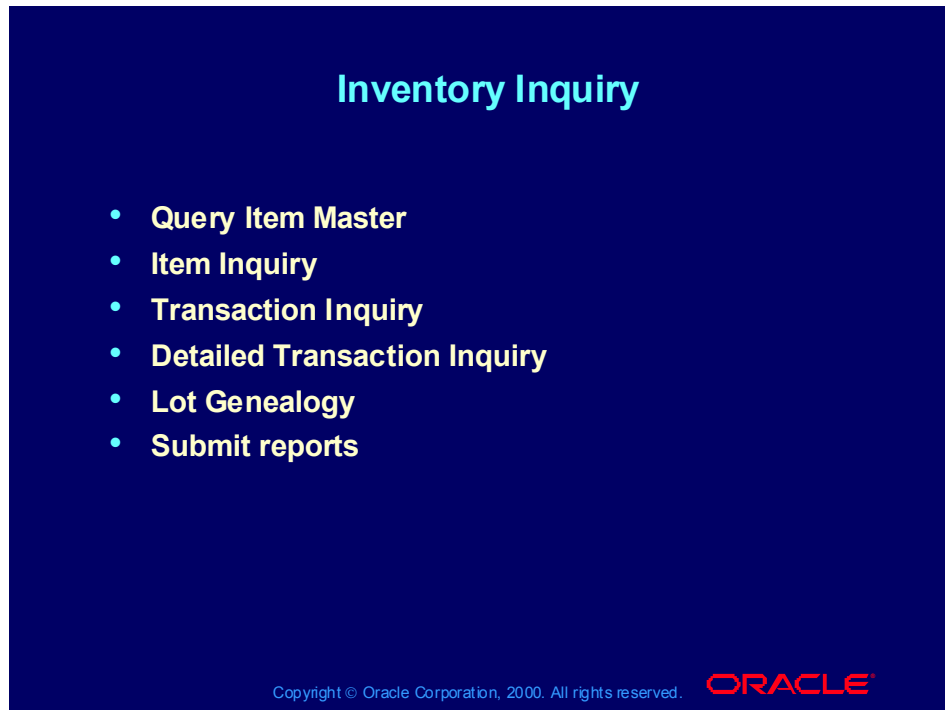 Inventory Inquiry
• Query Item Master
• Item Inquiry
• Transaction Inquiry
• Detailed Transaction Inquiry
• Lot Genealogy
• Submit reports
Copyright © Oracle Corporation, 2000. All rights reserved.
ORACLE®